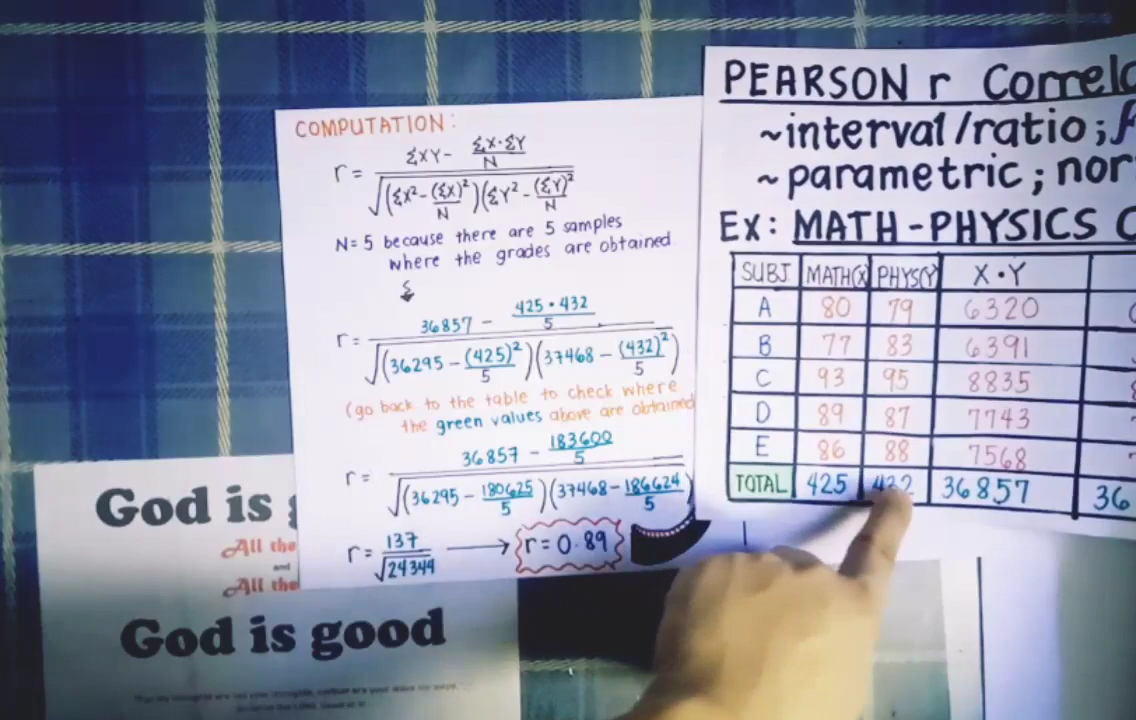 COMPUTATION:
r = ΣXY - ΣX·ΣY/N / √(ΣX² - (ΣX)²/N)(ΣY² - (ΣY)²/N
N = 5 because there are 5 samples
where the grades are obtained
r = 36857 - 425 · 432/5 / √(36295 - (425)²/5)(37468 - (432)²/5)
(go back to the table to check where
the green values above are obtained
r = 36857 - 183600/5 / √(36295 - 180625/5)(37468 - 186624/5)
r = 137/√24344 → r = 0.89
PEARSON r Correla
~interval/ratio;
~parametric; nor
Ex: MATH-PHYSICS
SUBJ MATH(X) PHYS(Y) X·Y
A 80 79 6320
B 77 83 6391
C 93 95 8835
D 89 87 7743
E 86 88 7568
TOTAL 425 432 36857 36
God is
All the
and
All the
God is good